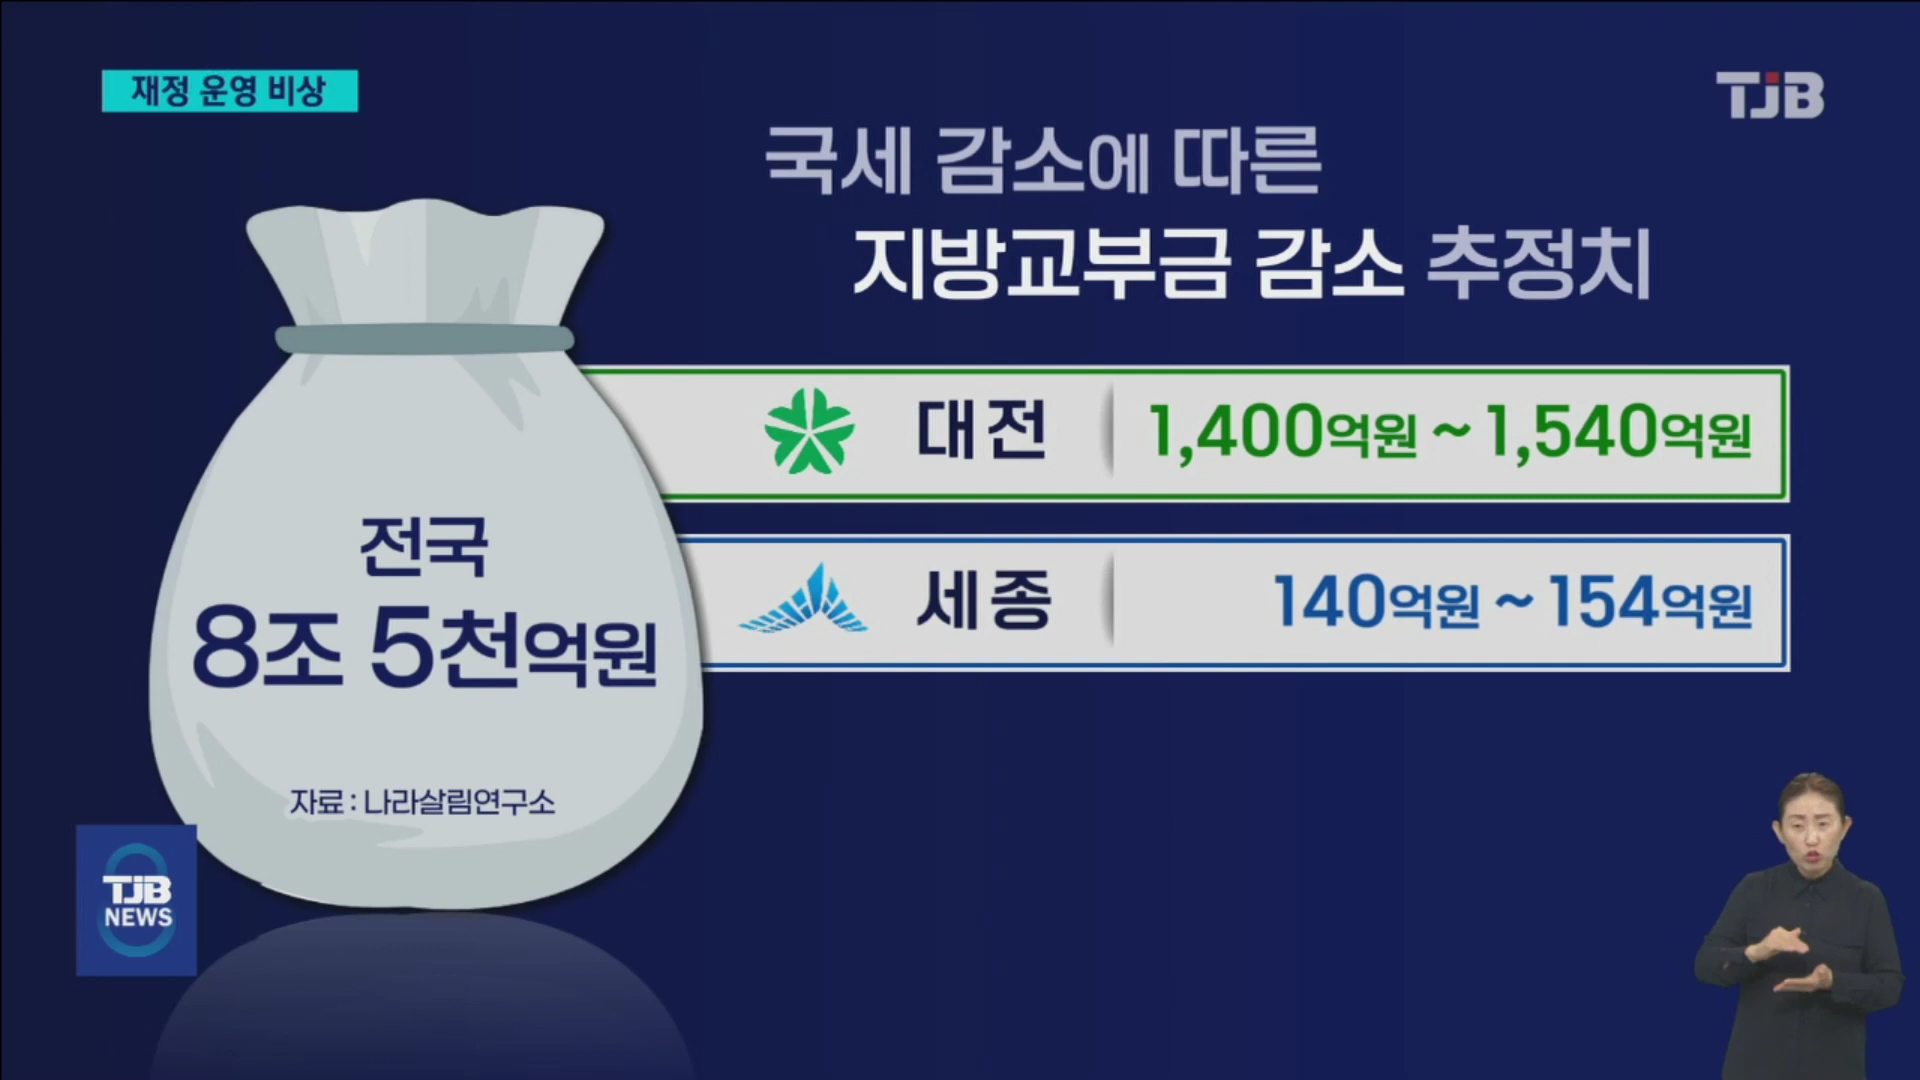 재정 운영 비상
TJB
국세 감소에 따른
지방교부금 감소 추정치
대전 1,400억원 ~ 1,540억원
세종 140억원 ~ 154억원
전국
8조 5천억원
자료 : 나라살림연구소
TJB
NEWS